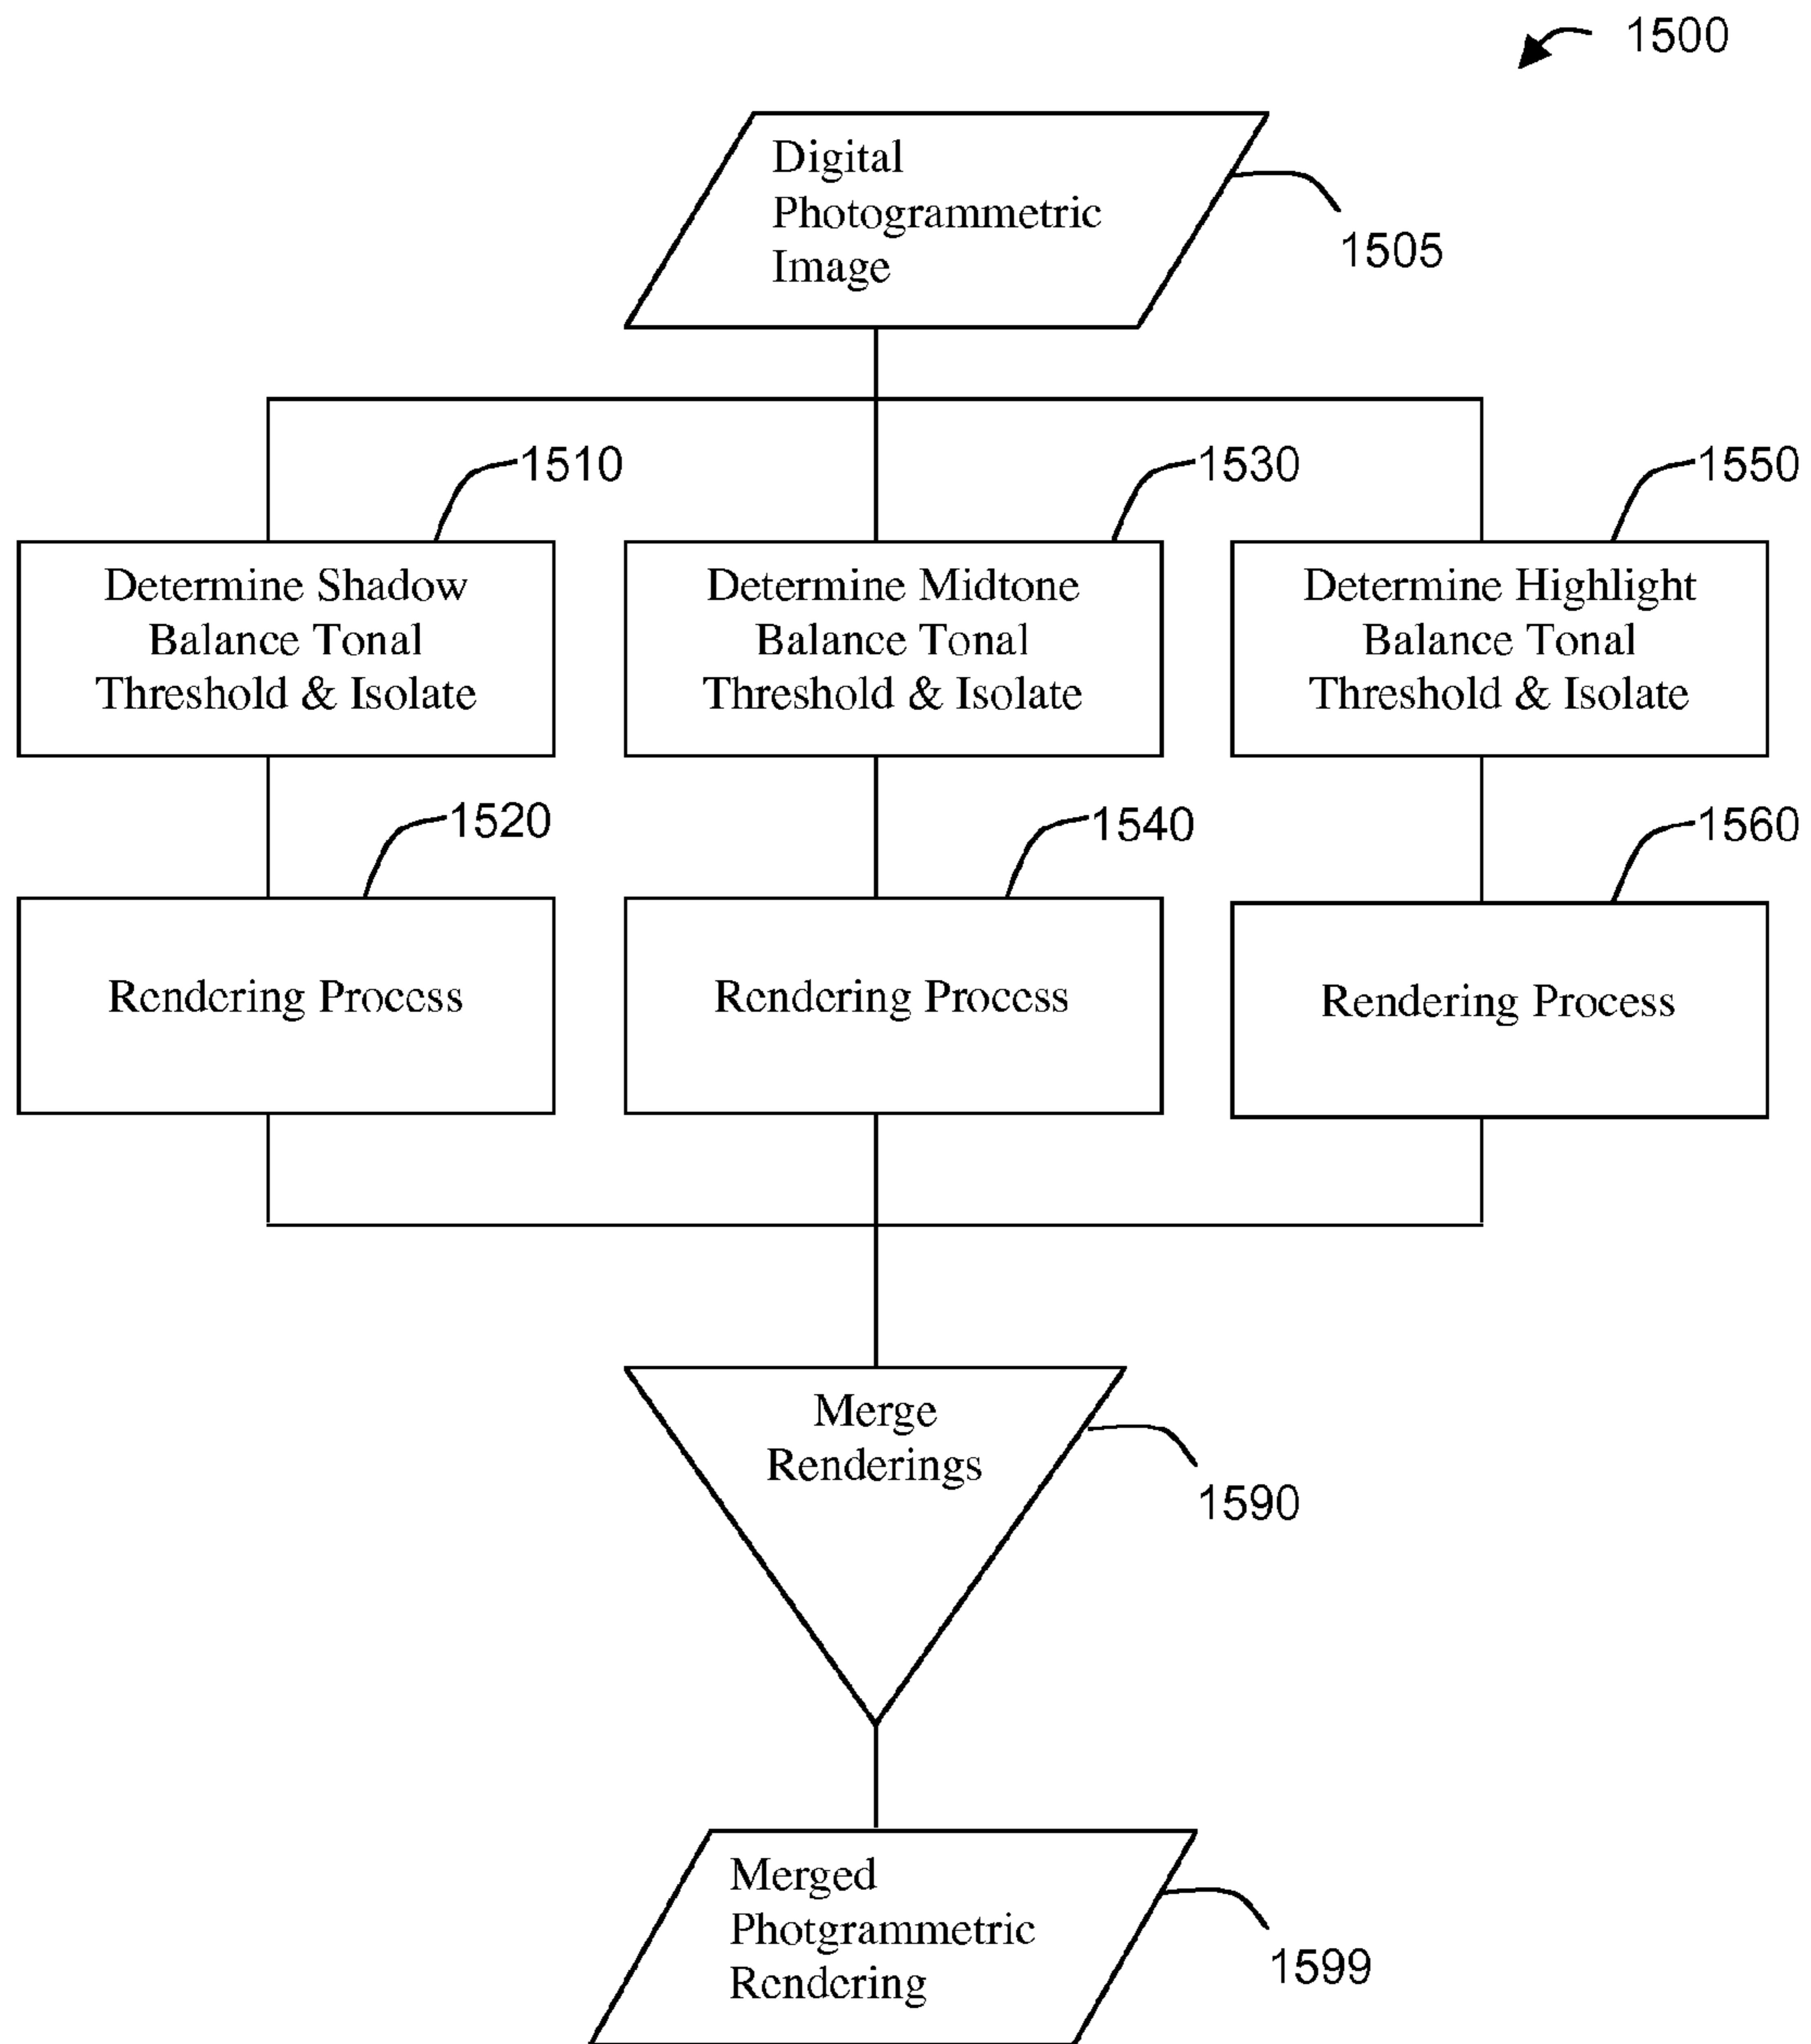 1500
Digital
Photogrammetric
Image
1505
1510
1530
1550
Determine Shadow
Balance Tonal
Threshold & Isolate
Determine Midtone
Balance Tonal
Threshold & Isolate
Determine Highlight
Balance Tonal
Threshold & Isolate
1520
1540
1560
Rendering Process
Rendering Process
Rendering Process
Merge
Renderings
1590
Merged
Photgrammetric
Rendering
1599